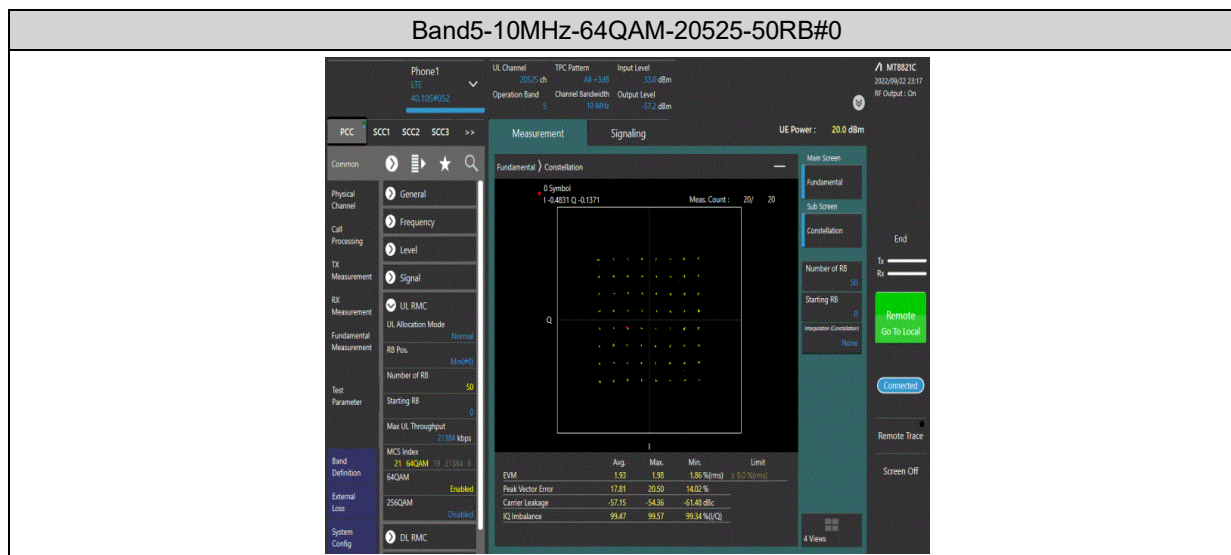 Band5-10MHz-64QAM-20525-50RB#0
Phone1
LTE
40.10S#052
UL Channel TPC Pattern Input Level
20525 ch All +3dB 33.0 dBm
Operation Band Channel Bandwidth Output Level
5 10 MHz -57.2 dBm
MT8821C
2022/09/22 23:17
RF Output : On
PCC SCC1 SCC2 SCC3 >>
Measurement Signaling
UE Power : 20.0 dBm
Common
Physical
Channel
Call
Processing
TX
Measurement
RX
Measurement
Fundamental
Measurement
Test
Parameter
Band
Definition
External
Loss
System
Config
General
Frequency
Level
Signal
UL RMC
UL Allocation Mode
Normal
RB Pos.
Min(#0)
Number of RB
50
Starting RB
0
Max UL Throughput
21384 kbps
MCS Index
21 64QAM 19 21384 8
64QAM
Enabled
256QAM
Disabled
DL RMC
Fundamental 〉 Constellation
0 Symbol
I -0.4831 Q -0.1371
Meas. Count : 20/ 20
Q
I
Avg. Max. Min. Limit
EVM 1.93 1.98 1.86 %(rms) ≤ 8.0 %(rms)
Peak Vector Error 17.81 20.50 14.02 %
Carrier Leakage -57.15 -54.36 -61.48 dBc
IQ Imbalance 99.47 99.57 99.34 %(I/Q)
Main Screen
Fundamental
Sub Screen
Constellation
Number of RB
50
Starting RB
0
Interpolation (Constellation)
None
4 Views
End
Tx
Rx
Remote
Go To Local
Connected
Remote Trace
Screen Off